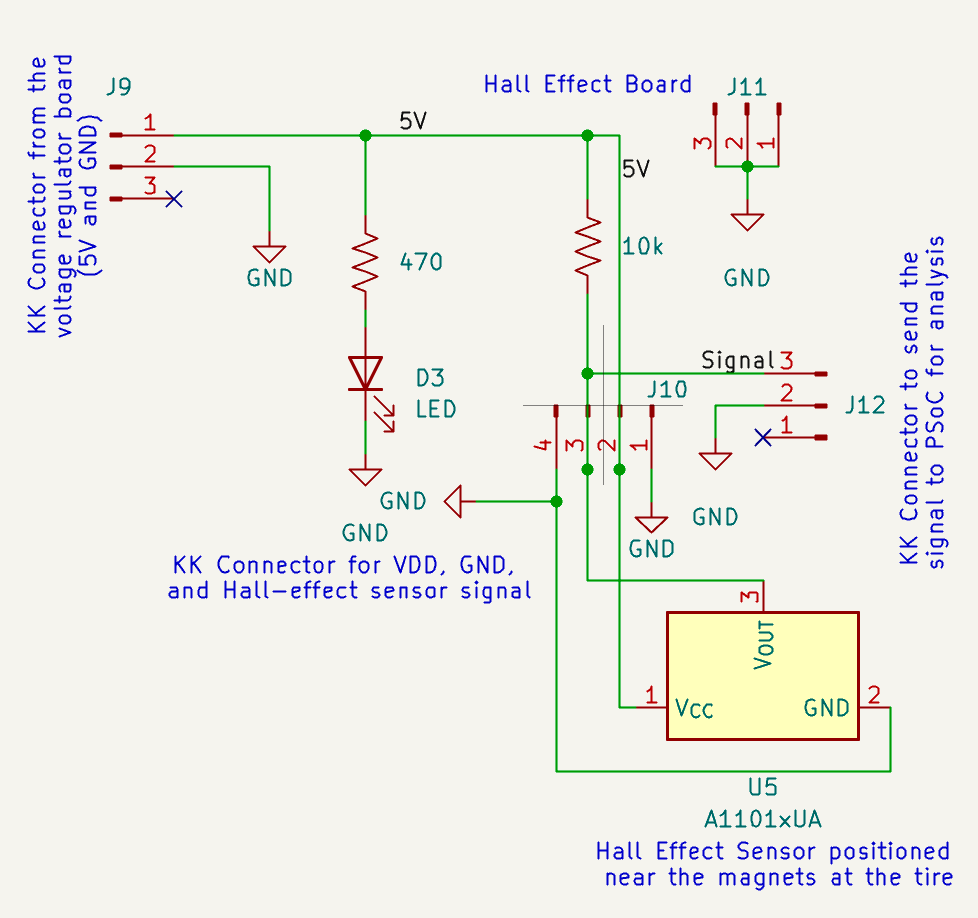 KK Connector from the
voltage regulator board
(5V and GND)
J9
1
2
3
GND
5V
Hall Effect Board
J11
3
2
1
GND
5V
470
10k
D3
LED
GND
Signal
3
2
1
J12
GND
KK Connector to send the
signal to PSoC for analysis
J10
4
3
2
1
GND
GND
KK Connector for VDD, GND,
and Hall-effect sensor signal
3
VOUT
1
VCC
GND
2
U5
A1101xUA
Hall Effect Sensor positioned
near the magnets at the tire